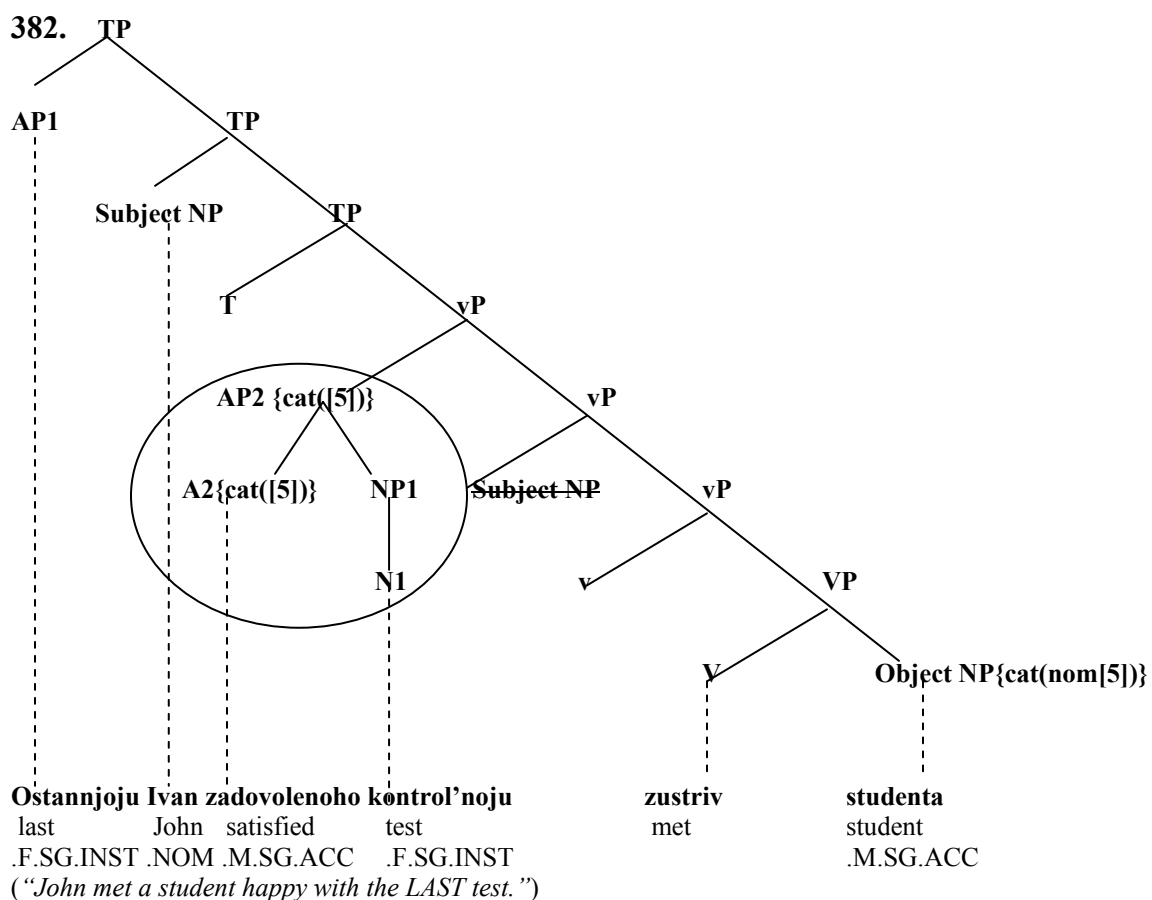 382. TP
AP1 TP
Subject NP TP
T vP
AP2 {cat([5])} vP
A2{cat([5])} NP1 Subject NP vP
N1 v VP
V Object NP{cat(nom[5])}
Ostannjoju Ivan zadovolenoho kontrol’noju zustriv studenta
last John satisfied test met student
.F.SG.INST .NOM .M.SG.ACC .F.SG.INST .M.SG.ACC
(“John met a student happy with the LAST test.”)